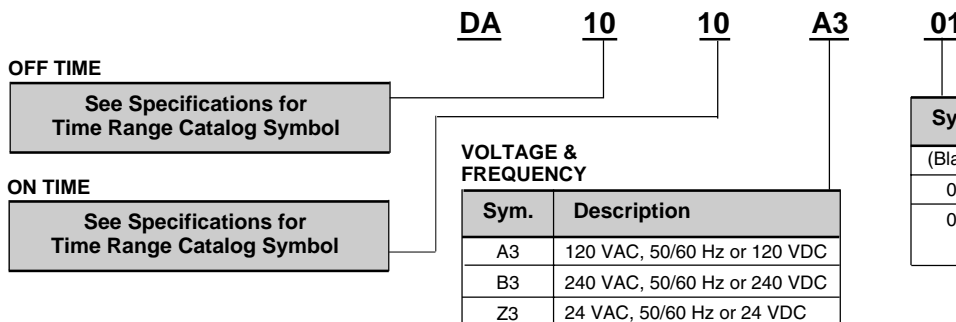 DA 10 10 A3 01
OFF TIME
See Specifications for
Time Range Catalog Symbol
ON TIME
See Specifications for
Time Range Catalog Symbol
VOLTAGE &
FREQUENCY
Sym. Description
A3 120 VAC, 50/60 Hz or 120 VDC
B3 240 VAC, 50/60 Hz or 240 VDC
Z3 24 VAC, 50/60 Hz or 24 VDC